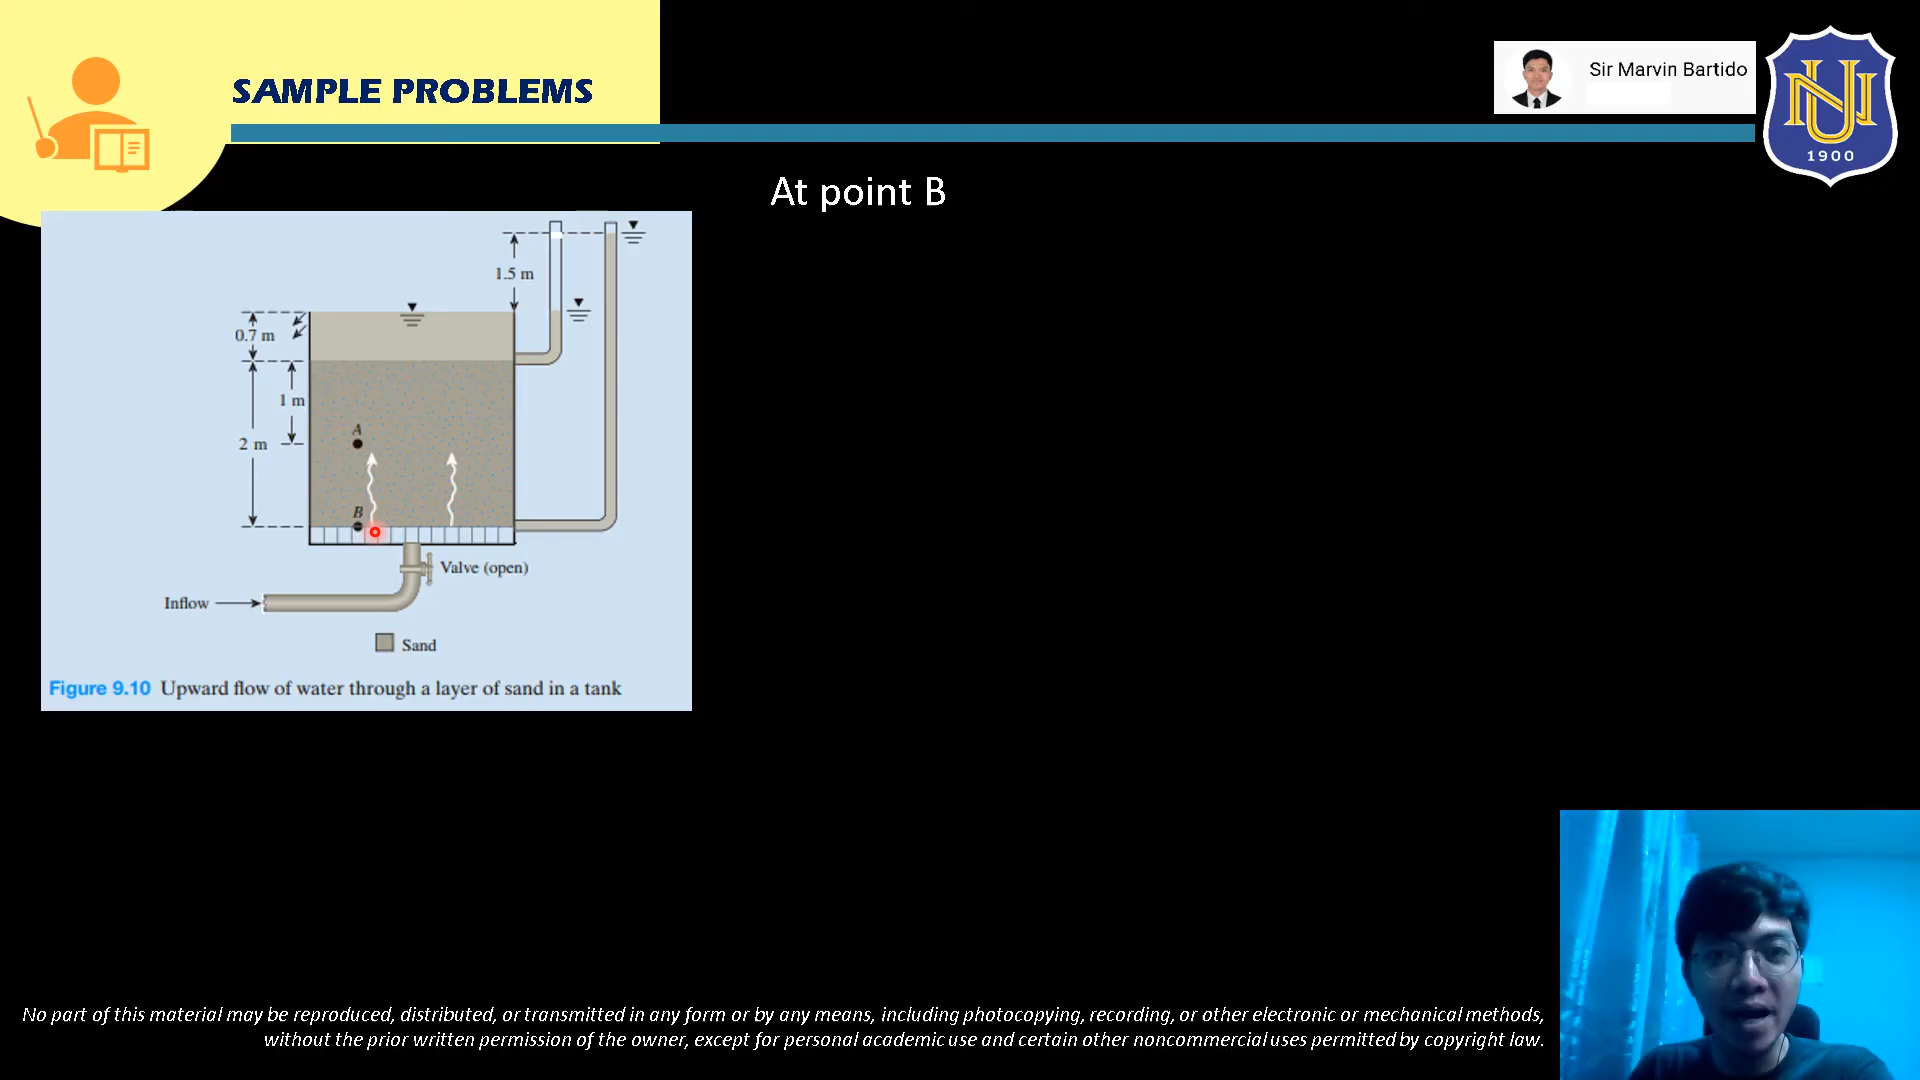 SAMPLE PROBLEMS
Sir Marvin Bartido
NU
1900
At point B
1.5 m
0.7 m
1 m
A
2 m
B
Valve (open)
Inflow
Sand
Figure 9.10 Upward flow of water through a layer of sand in a tank
No part of this material may be reproduced, distributed, or transmitted in any form or by any means, including photocopying, recording, or other electronic or mechanical methods,
without the prior written permission of the owner, except for personal academic use and certain other noncommercial uses permitted by copyright law.